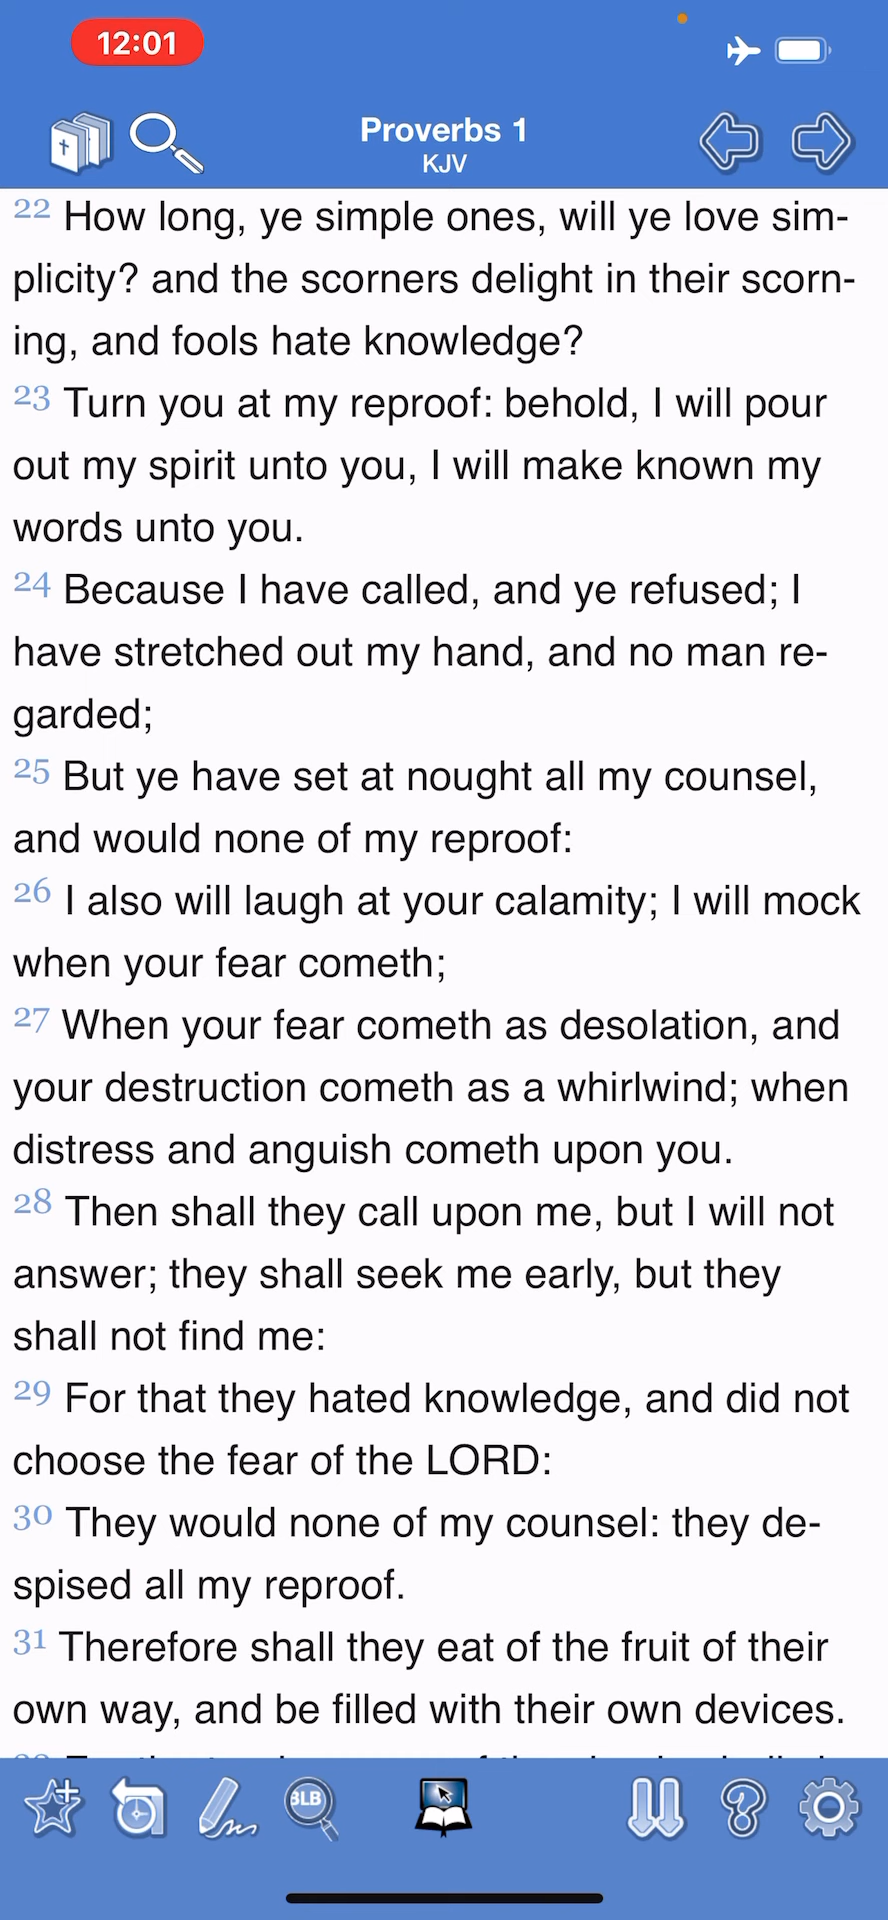 12:01
Proverbs 1
KJV
22 How long, ye simple ones, will ye love sim-
plicity? and the scorners delight in their scorn-
ing, and fools hate knowledge?
23 Turn you at my reproof: behold, I will pour
out my spirit unto you, I will make known my
words unto you.
24 Because I have called, and ye refused; I
have stretched out my hand, and no man re-
garded;
25 But ye have set at nought all my counsel,
and would none of my reproof:
26 I also will laugh at your calamity; I will mock
when your fear cometh;
27 When your fear cometh as desolation, and
your destruction cometh as a whirlwind; when
distress and anguish cometh upon you.
28 Then shall they call upon me, but I will not
answer; they shall seek me early, but they
shall not find me:
29 For that they hated knowledge, and did not
choose the fear of the LORD:
30 They would none of my counsel: they de-
spised all my reproof.
31 Therefore shall they eat of the fruit of their
own way, and be filled with their own devices.
BLB